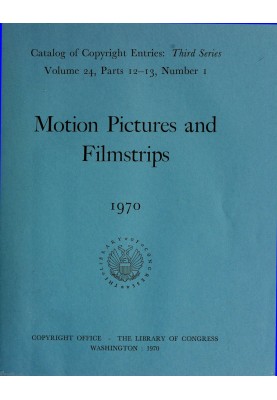 Catalog of Copyright Entries: Third Series
Volume 24, Parts 12–13, Number 1
Motion Pictures and
Filmstrips
1970
COPYRIGHT OFFICE · THE LIBRARY OF CONGRESS
WASHINGTON : 1970